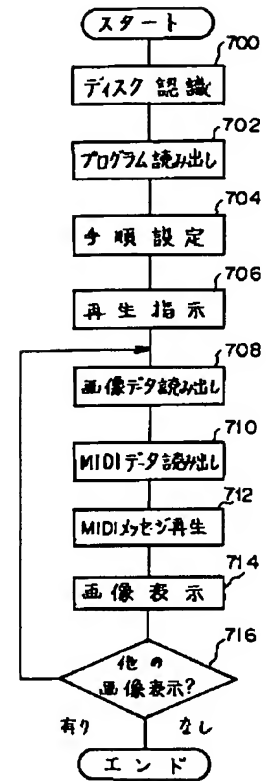 スタート
700
ディスク認識
702
プログラム読み出し
704
手順設定
706
再生指示
708
画像データ読み出し
710
MIDIデータ読み出し
712
MIDIメッセジ再生
714
画像表示
716
他の
画像表示?
有り なし
エンド